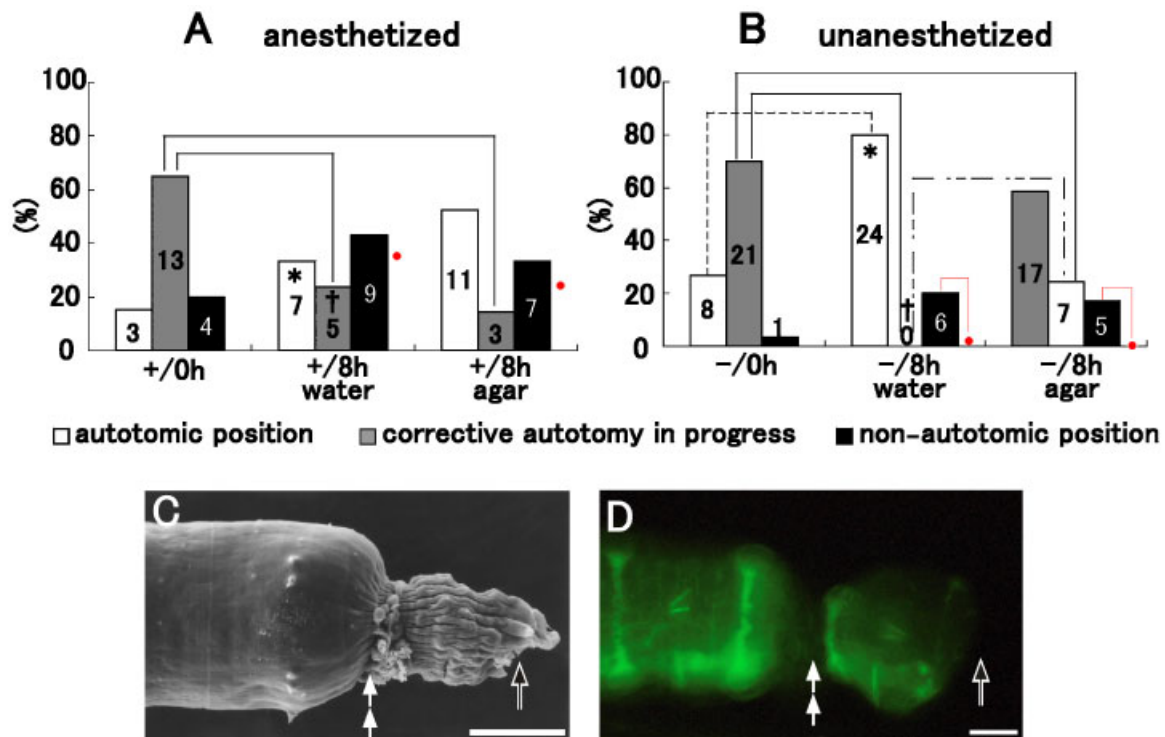 A anesthetized
B unanesthetized
100
80
60
40
20
0
(%)
3
13
4
*
7
†
5
9
11
3
7
+/0h
+/8h
water
+/8h
agar
100
80
60
40
20
0
(%)
8
21
1
*
24
†
0
6
17
7
5
-/0h
-/8h
water
-/8h
agar
autotomic position
corrective autotomy in progress
non-autotomic position
C
D